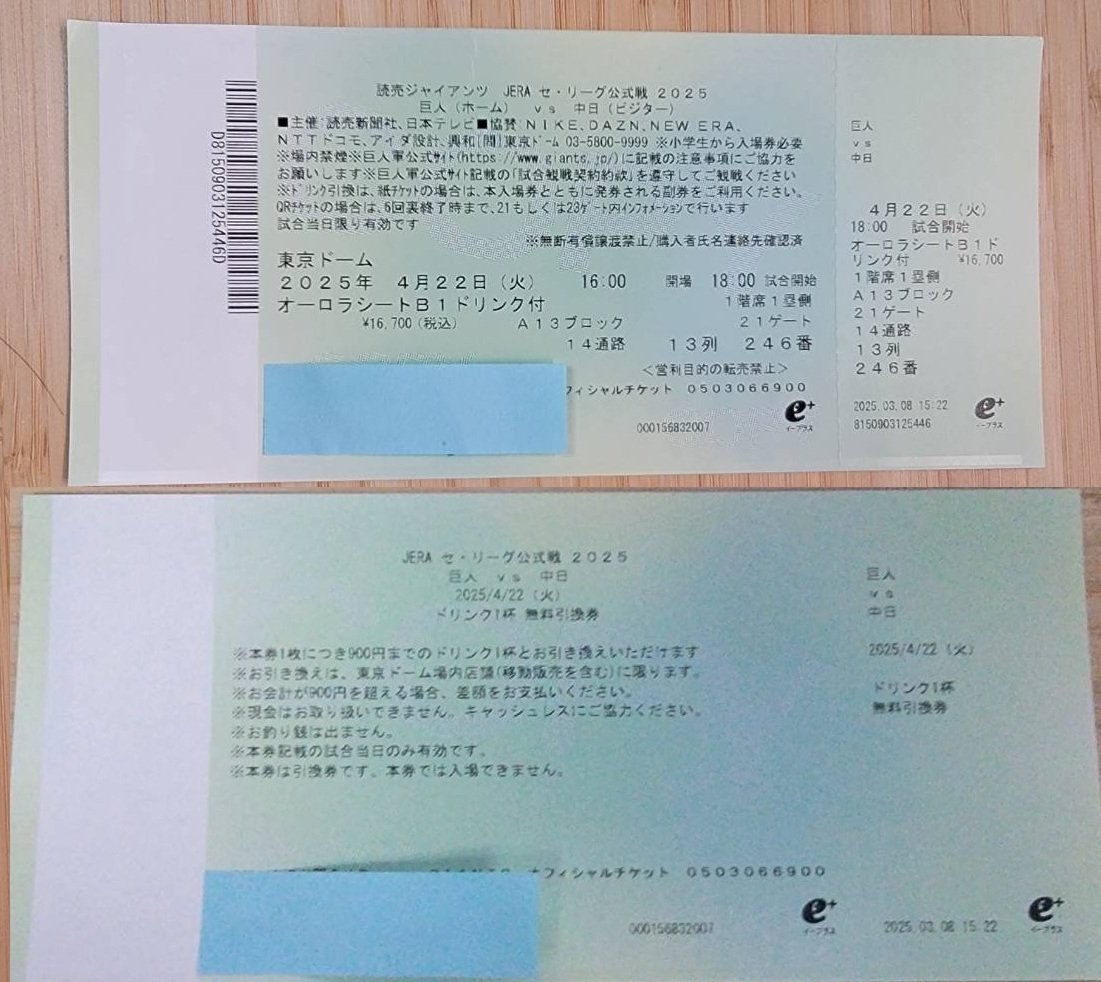 読売ジャイアンツ JERA セ・リーグ公式戦 2025
巨人（ホーム） ｖｓ 中日（ビジター）
■主催:読売新聞社、日本テレビ■協賛:ＮＩＫＥ、DAZN、NEW ERA、
ＮＴＴドコモ、アイダ設計、興和[問]東京ドーム 03-5800-9999 ※小学生から入場券必要
※場内禁煙※巨人軍公式サイト(https://www.giants.jp/)に記載の注意事項にご協力を
お願いします※巨人軍公式サイト記載の「試合観戦契約約款」を遵守してご観戦ください
※ドリンク引換は、紙チケットの場合は、本入場券とともに発券される副券をご利用ください。
QRチケットの場合は、6回裏終了時まで、21もしくは23ゲート内インフォメーションで行います
試合当日限り有効です
※無断有償譲渡禁止/購入者氏名連絡先確認済
東京ドーム
２０２５年 ４月２２日（火） 16:00 開場 18:00 試合開始
オーロラシートＢ１ドリンク付 １階席１塁側
¥16,700（税込） Ａ１３ブロック ２１ゲート
１４通路 １３列 ２４６番
＜営利目的の転売禁止＞
フィシャルチケット ０５０３０６６９００
000156832007
e+
イープラス
D8150903125446D
巨人
ｖｓ
中日
４月２２日（火）
18:00 試合開始
オーロラシートＢ１ド
リンク付 ¥16,700
１階席１塁側
Ａ１３ブロック
２１ゲート
１４通路
１３列
２４６番
2025.03.08 15:22
8150903125446
e+
イープラス
JERA セ・リーグ公式戦 ２０２５
巨人 ｖｓ 中日
2025/4/22（火）
ドリンク1杯 無料引換券
※本券1枚につき900円までのドリンク1杯とお引き換えいただけます
※お引き換えは、東京ドーム場内店舗(移動販売を含む)に限ります。
※お会計が900円を超える場合、差額をお支払いください。
※現金はお取り扱いできません。キャッシュレスにご協力ください。
※お釣り銭は出ません。
※本券記載の試合当日のみ有効です。
※本券は引換券です。本券では入場できません。
オフィシャルチケット ０５０３０６６９００
000156832007
e+
イープラス
巨人
ｖｓ
中日
2025/4/22（火）
ドリンク1杯
無料引換券
2025.03.08 15:22
e+
イープラス